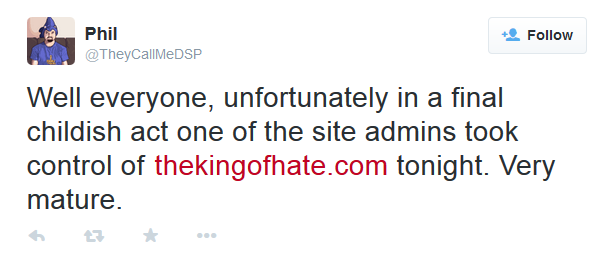 Phil
@TheyCallMeDSP
Follow
Well everyone, unfortunately in a final
childish act one of the site admins took
control of thekingofhate.com tonight. Very
mature.